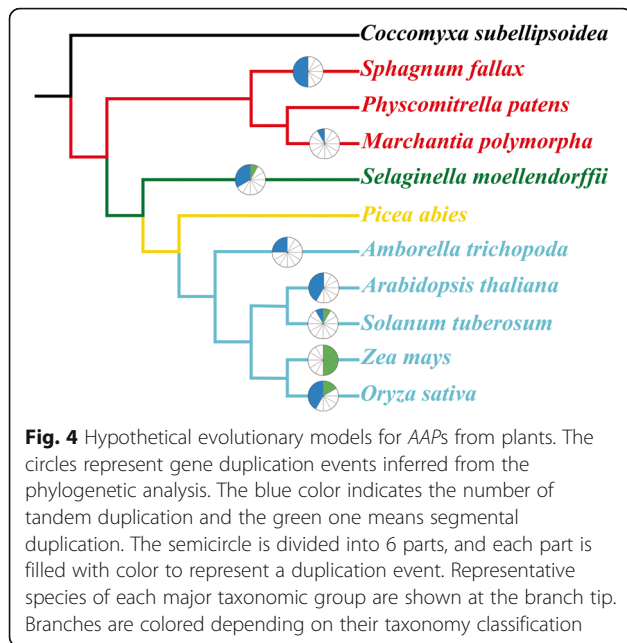 Coccomyxa subellipsoidea
Sphagnum fallax
Physcomitrella patens
Marchantia polymorpha
Selaginella moellendorffii
Picea abies
Amborella trichopoda
Arabidopsis thaliana
Solanum tuberosum
Zea mays
Oryza sativa
Fig. 4 Hypothetical evolutionary models for AAPs from plants. The
circles represent gene duplication events inferred from the
phylogenetic analysis. The blue color indicates the number of
tandem duplication and the green one means segmental
duplication. The semicircle is divided into 6 parts, and each part is
filled with color to represent a duplication event. Representative
species of each major taxonomic group are shown at the branch tip.
Branches are colored depending on their taxonomy classification